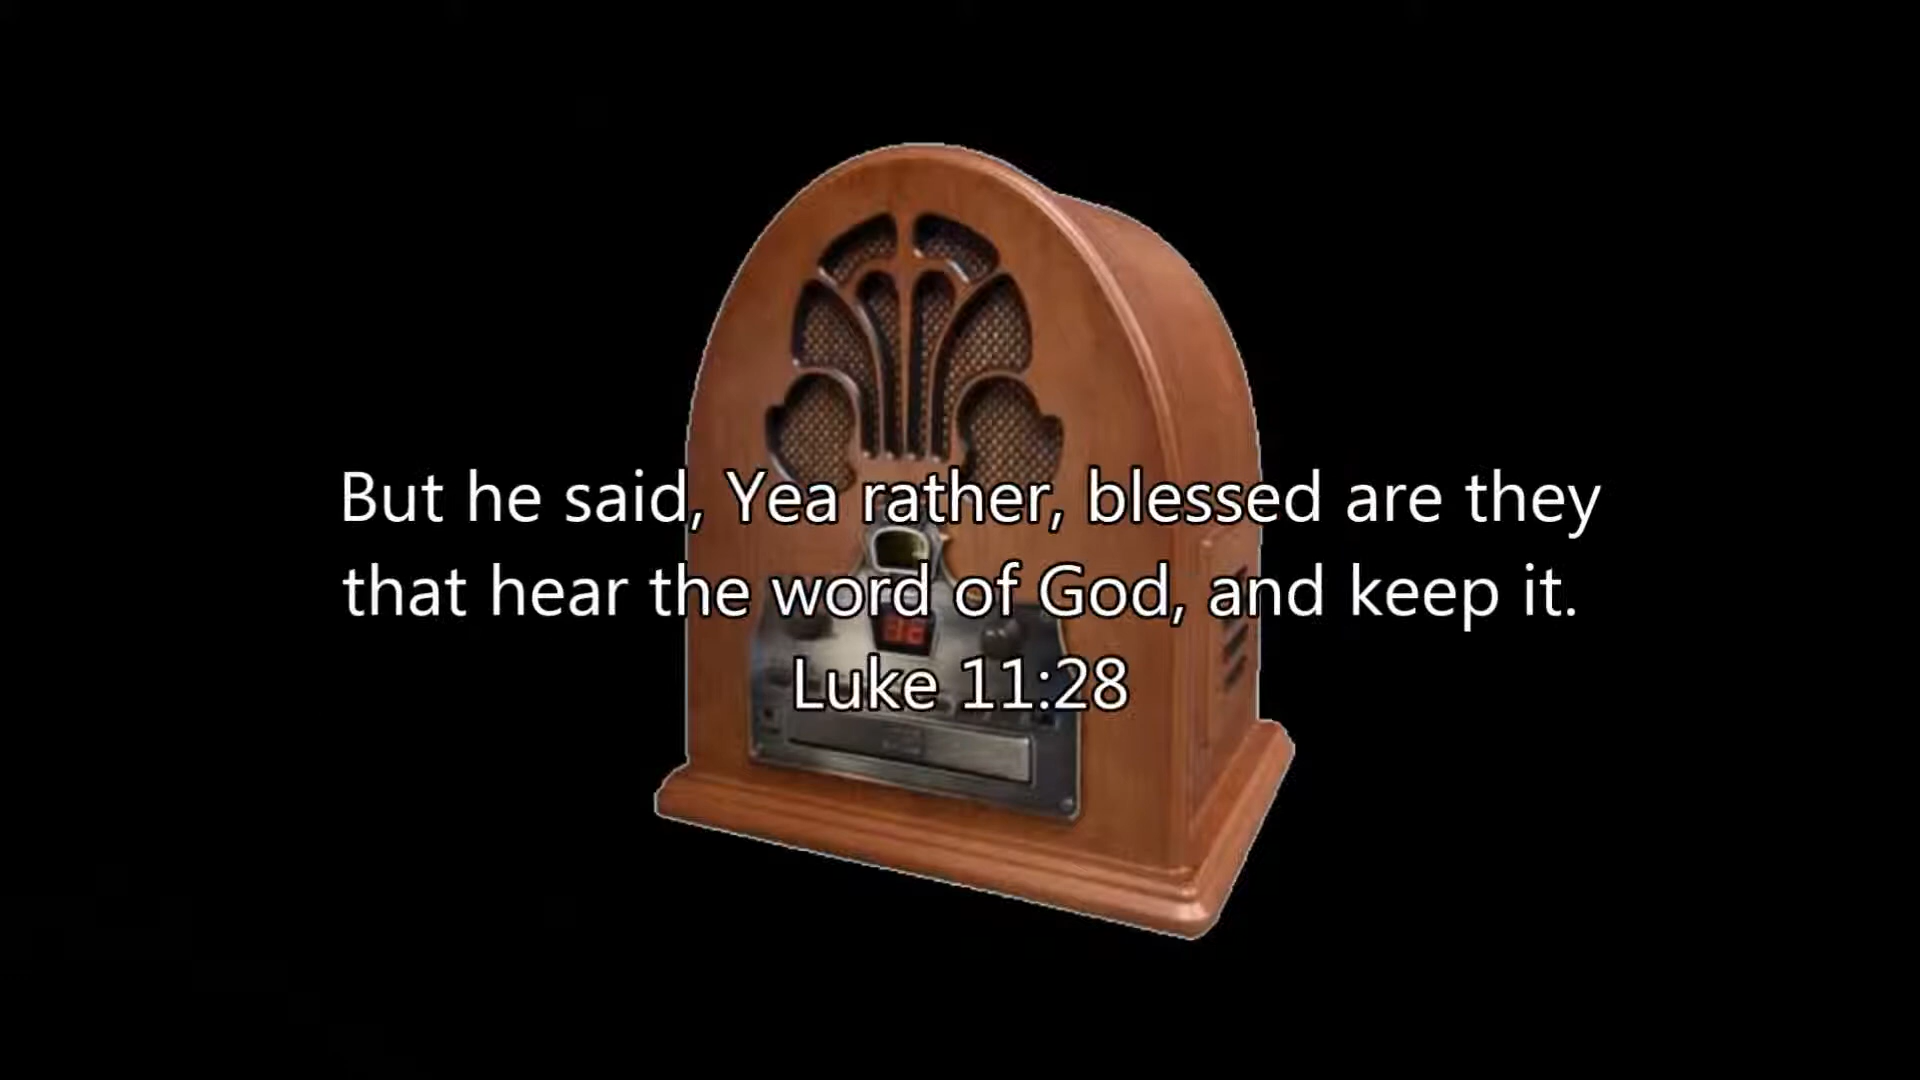 But he said, Yea rather, blessed are they
that hear the word of God, and keep it.
Luke 11:28